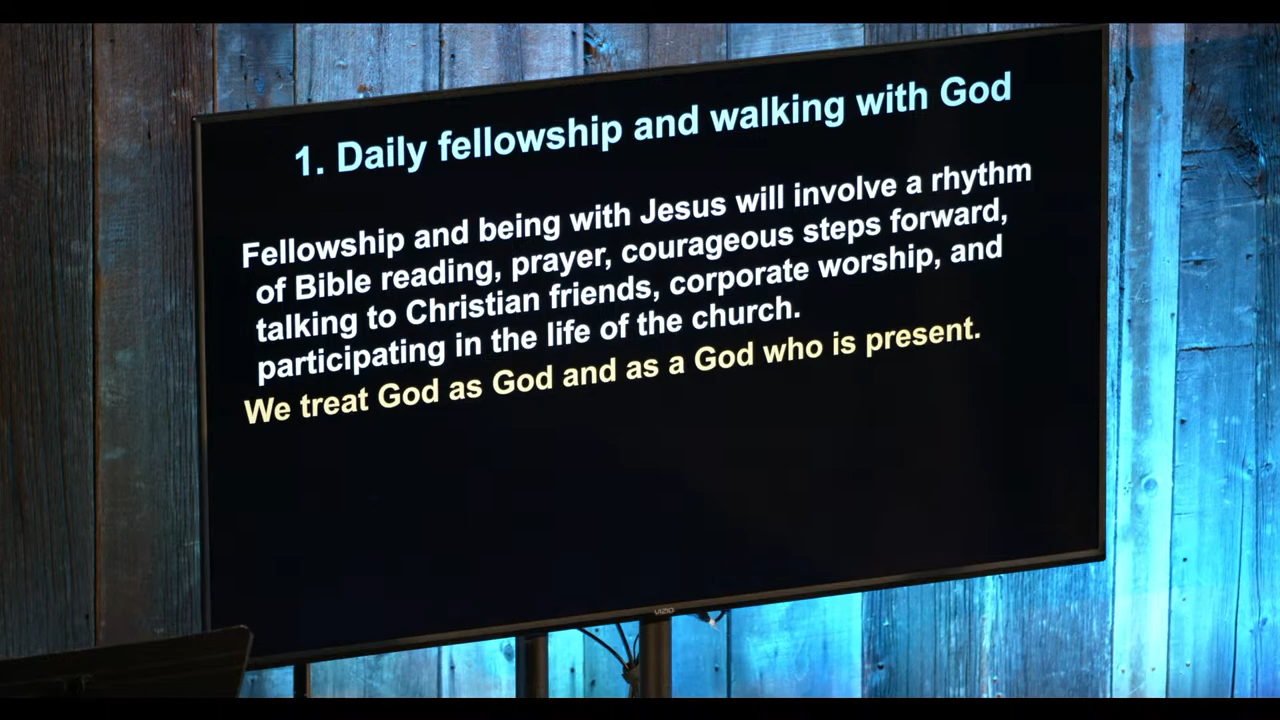 1. Daily fellowship and walking with God
Fellowship and being with Jesus will involve a rhythm
of Bible reading, prayer, courageous steps forward,
talking to Christian friends, corporate worship, and
participating in the life of the church.
We treat God as God and as a God who is present.
VIZIO